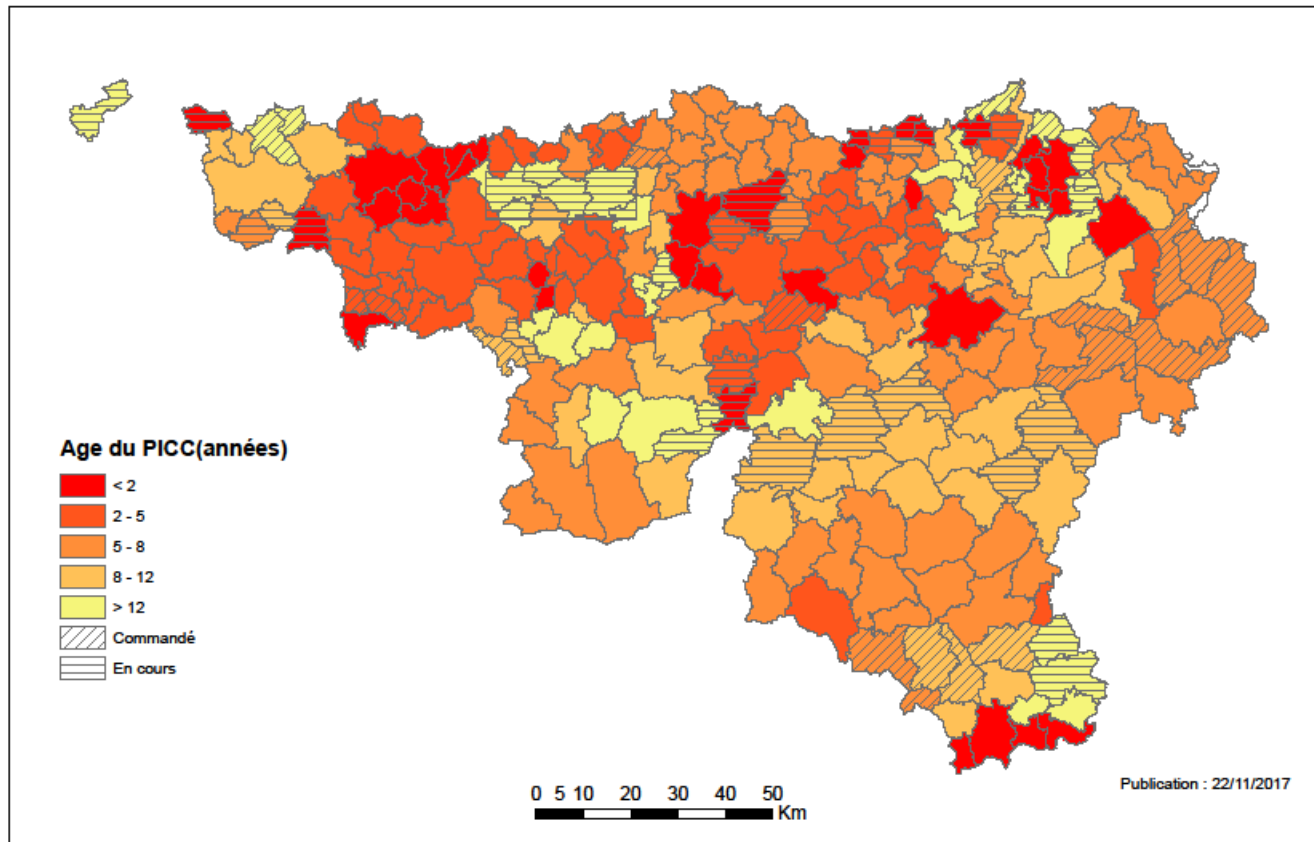 Age du PICC(années)
< 2
2 - 5
5 - 8
8 - 12
> 12
Commandé
En cours
0 5 10 20 30 40 50
Km
Publication : 22/11/2017